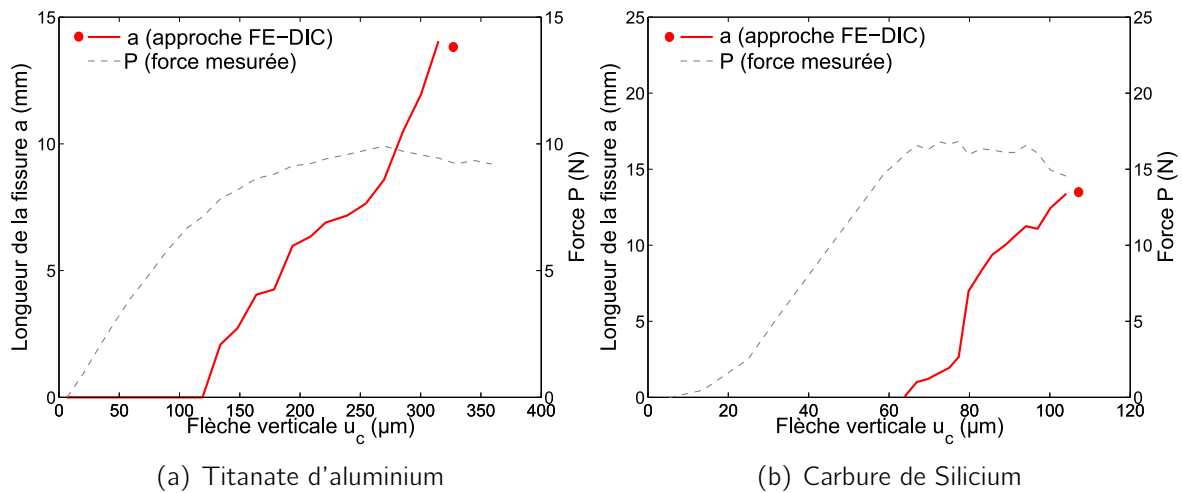 a (approche FE−DIC)
P (force mesurée)
Longueur de la fissure a (mm)
15
10
5
0
15
10
5
0
Force P (N)
0 50 100 150 200 250 300 350 400
Flèche verticale u_c (µm)
(a) Titanate d'aluminium
a (approche FE−DIC)
P (force mesurée)
Longueur de la fissure a (mm)
25
20
15
10
5
0
25
20
15
10
5
0
Force P (N)
0 20 40 60 80 100 120
Flèche verticale u_c (µm)
(b) Carbure de Silicium